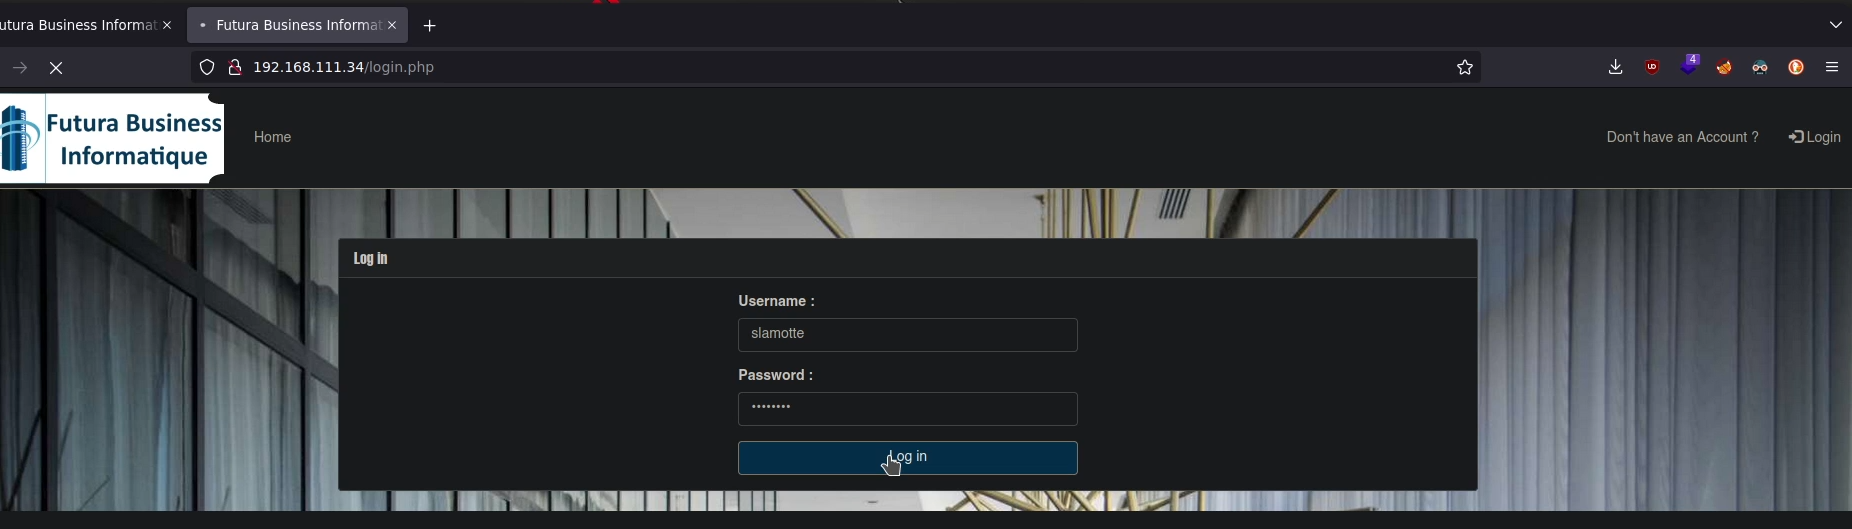 utura Business Informat
Futura Business Informat
192.168.111.34/login.php
4
Futura Business
Informatique
Home
Don't have an Account ?
Login
Log in
Username :
slamotte
Password :
••••••••
Log in